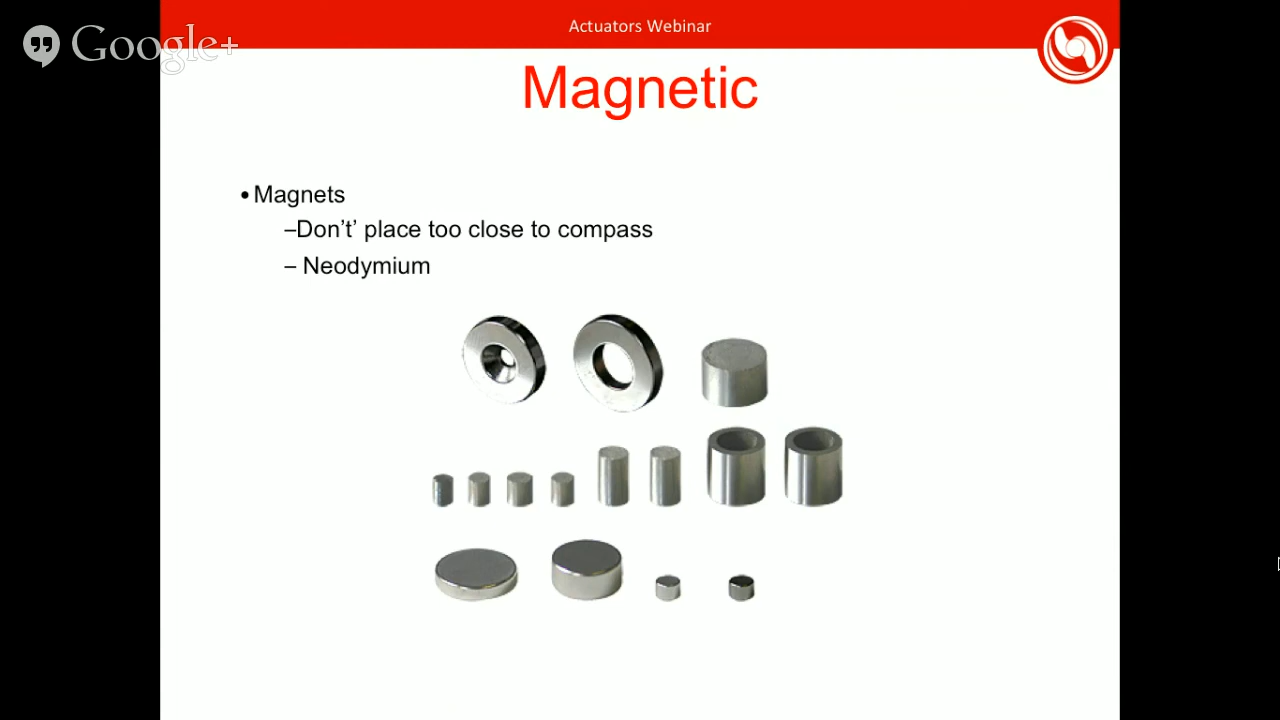 Actuators Webinar
Google+
Magnetic
• Magnets
–Don’t’ place too close to compass
– Neodymium